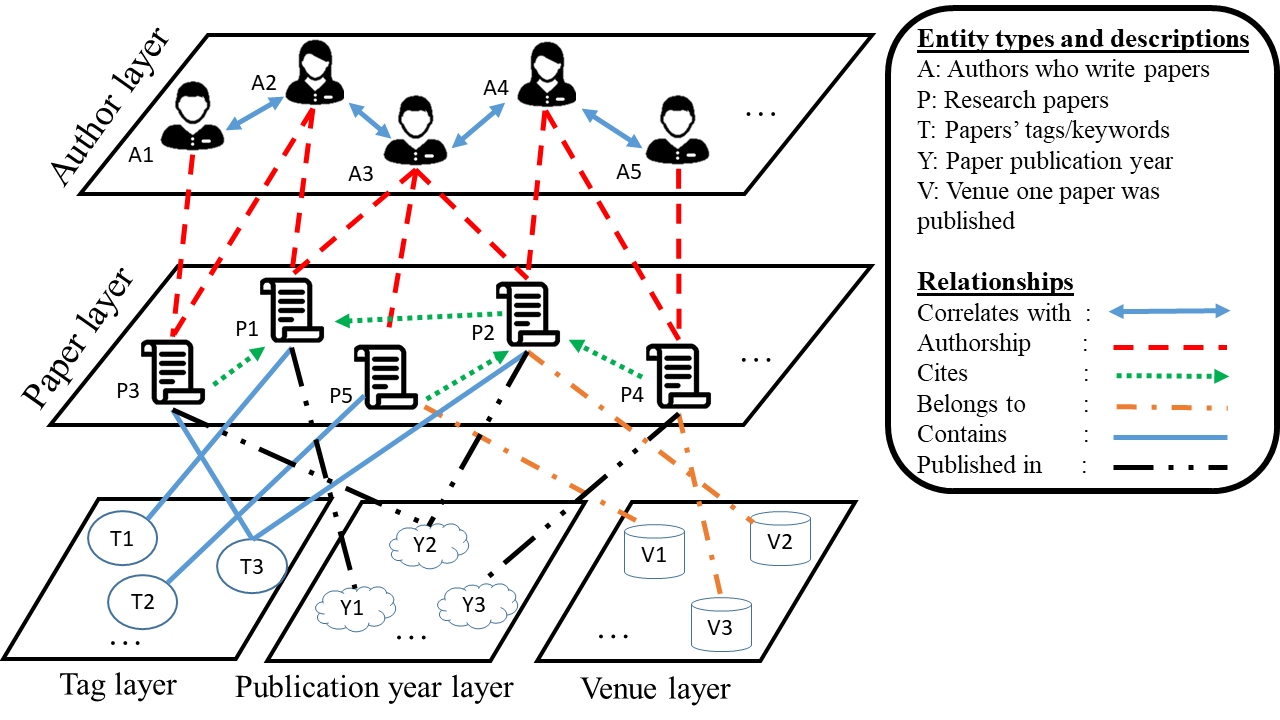 Author layer
A1
A2
A3
A4
A5
...
Paper layer
P1
P2
P3
P5
P4
...
T1
T2
T3
...
Y2
Y1
Y3
...
V1
V2
V3
...
Tag layer
Publication year layer
Venue layer
Entity types and descriptions
A: Authors who write papers
P: Research papers
T: Papers’ tags/keywords
Y: Paper publication year
V: Venue one paper was
published
Relationships
Correlates with :
Authorship :
Cites :
Belongs to :
Contains :
Published in :